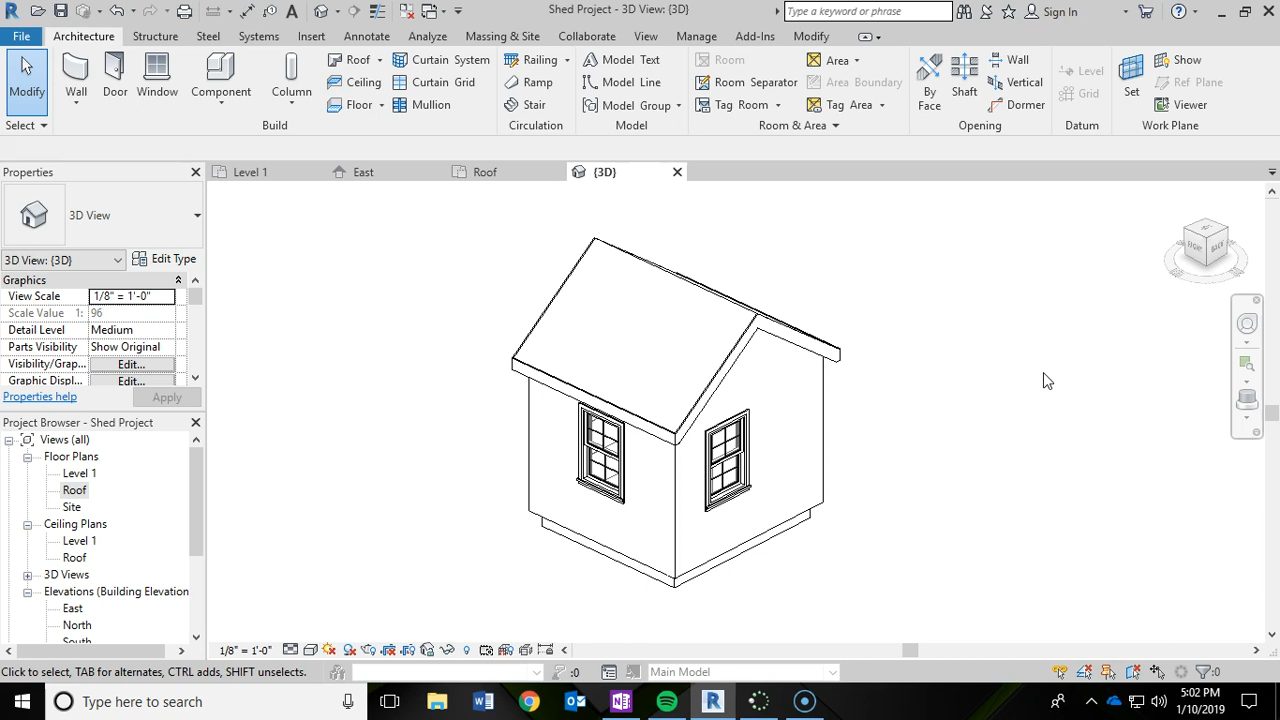 Shed Project - 3D View: {3D}
Type a keyword or phrase
Sign In
File Architecture Structure Steel Systems Insert Annotate Analyze Massing & Site Collaborate View Manage Add-Ins Modify
Modify Wall Door Window Component Column
Roof
Ceiling
Floor
Curtain System
Curtain Grid
Mullion
Railing
Ramp
Stair
Model Text
Model Line
Model Group
Room
Room Separator
Tag Room
Area
Area Boundary
Tag Area
By Face
Shaft
Wall
Vertical
Dormer
Level
Grid
Set
Show
Ref Plane
Viewer
Select Build Circulation Model Room & Area Opening Datum Work Plane
Properties
Level 1 East Roof {3D}
3D View
3D View: {3D} Edit Type
Graphics
View Scale 1/8" = 1'-0"
Scale Value 1: 96
Detail Level Medium
Parts Visibility Show Original
Visibility/Grap... Edit...
Graphic Displ... Edit...
Properties help Apply
Project Browser - Shed Project
Views (all)
Floor Plans
Level 1
Roof
Site
Ceiling Plans
Level 1
Roof
3D Views
Elevations (Building Elevation
East
North
South
RIGHT BACK
1/8" = 1'-0"
Click to select, TAB for alternates, CTRL adds, SHIFT unselects.
:0
Main Model
:0
Type here to search
5:02 PM
1/10/2019